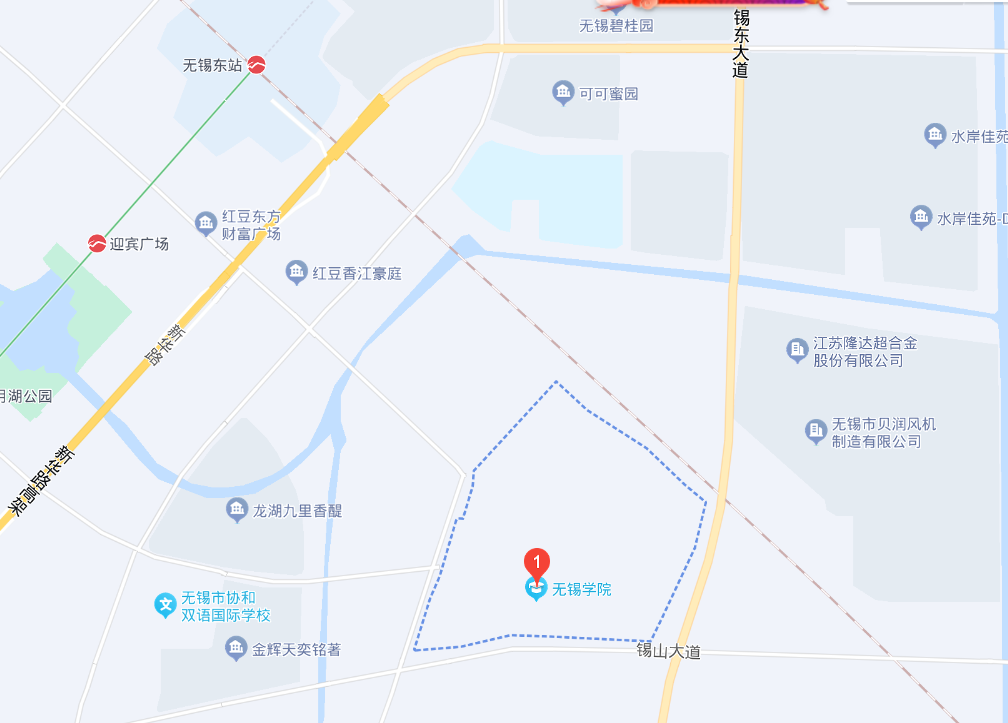 无锡碧桂园
锡东大道
无锡东站
可可蜜园
水岸佳苑
红豆东方
财富广场
水岸佳苑-D
迎宾广场
红豆香江豪庭
新华路
江苏隆达超合金
股份有限公司
月湖公园
无锡市贝润风机
制造有限公司
新华路高架
龙湖九里香醍
1
无锡学院
无锡市协和
双语国际学校
金辉天奕铭著
锡山大道